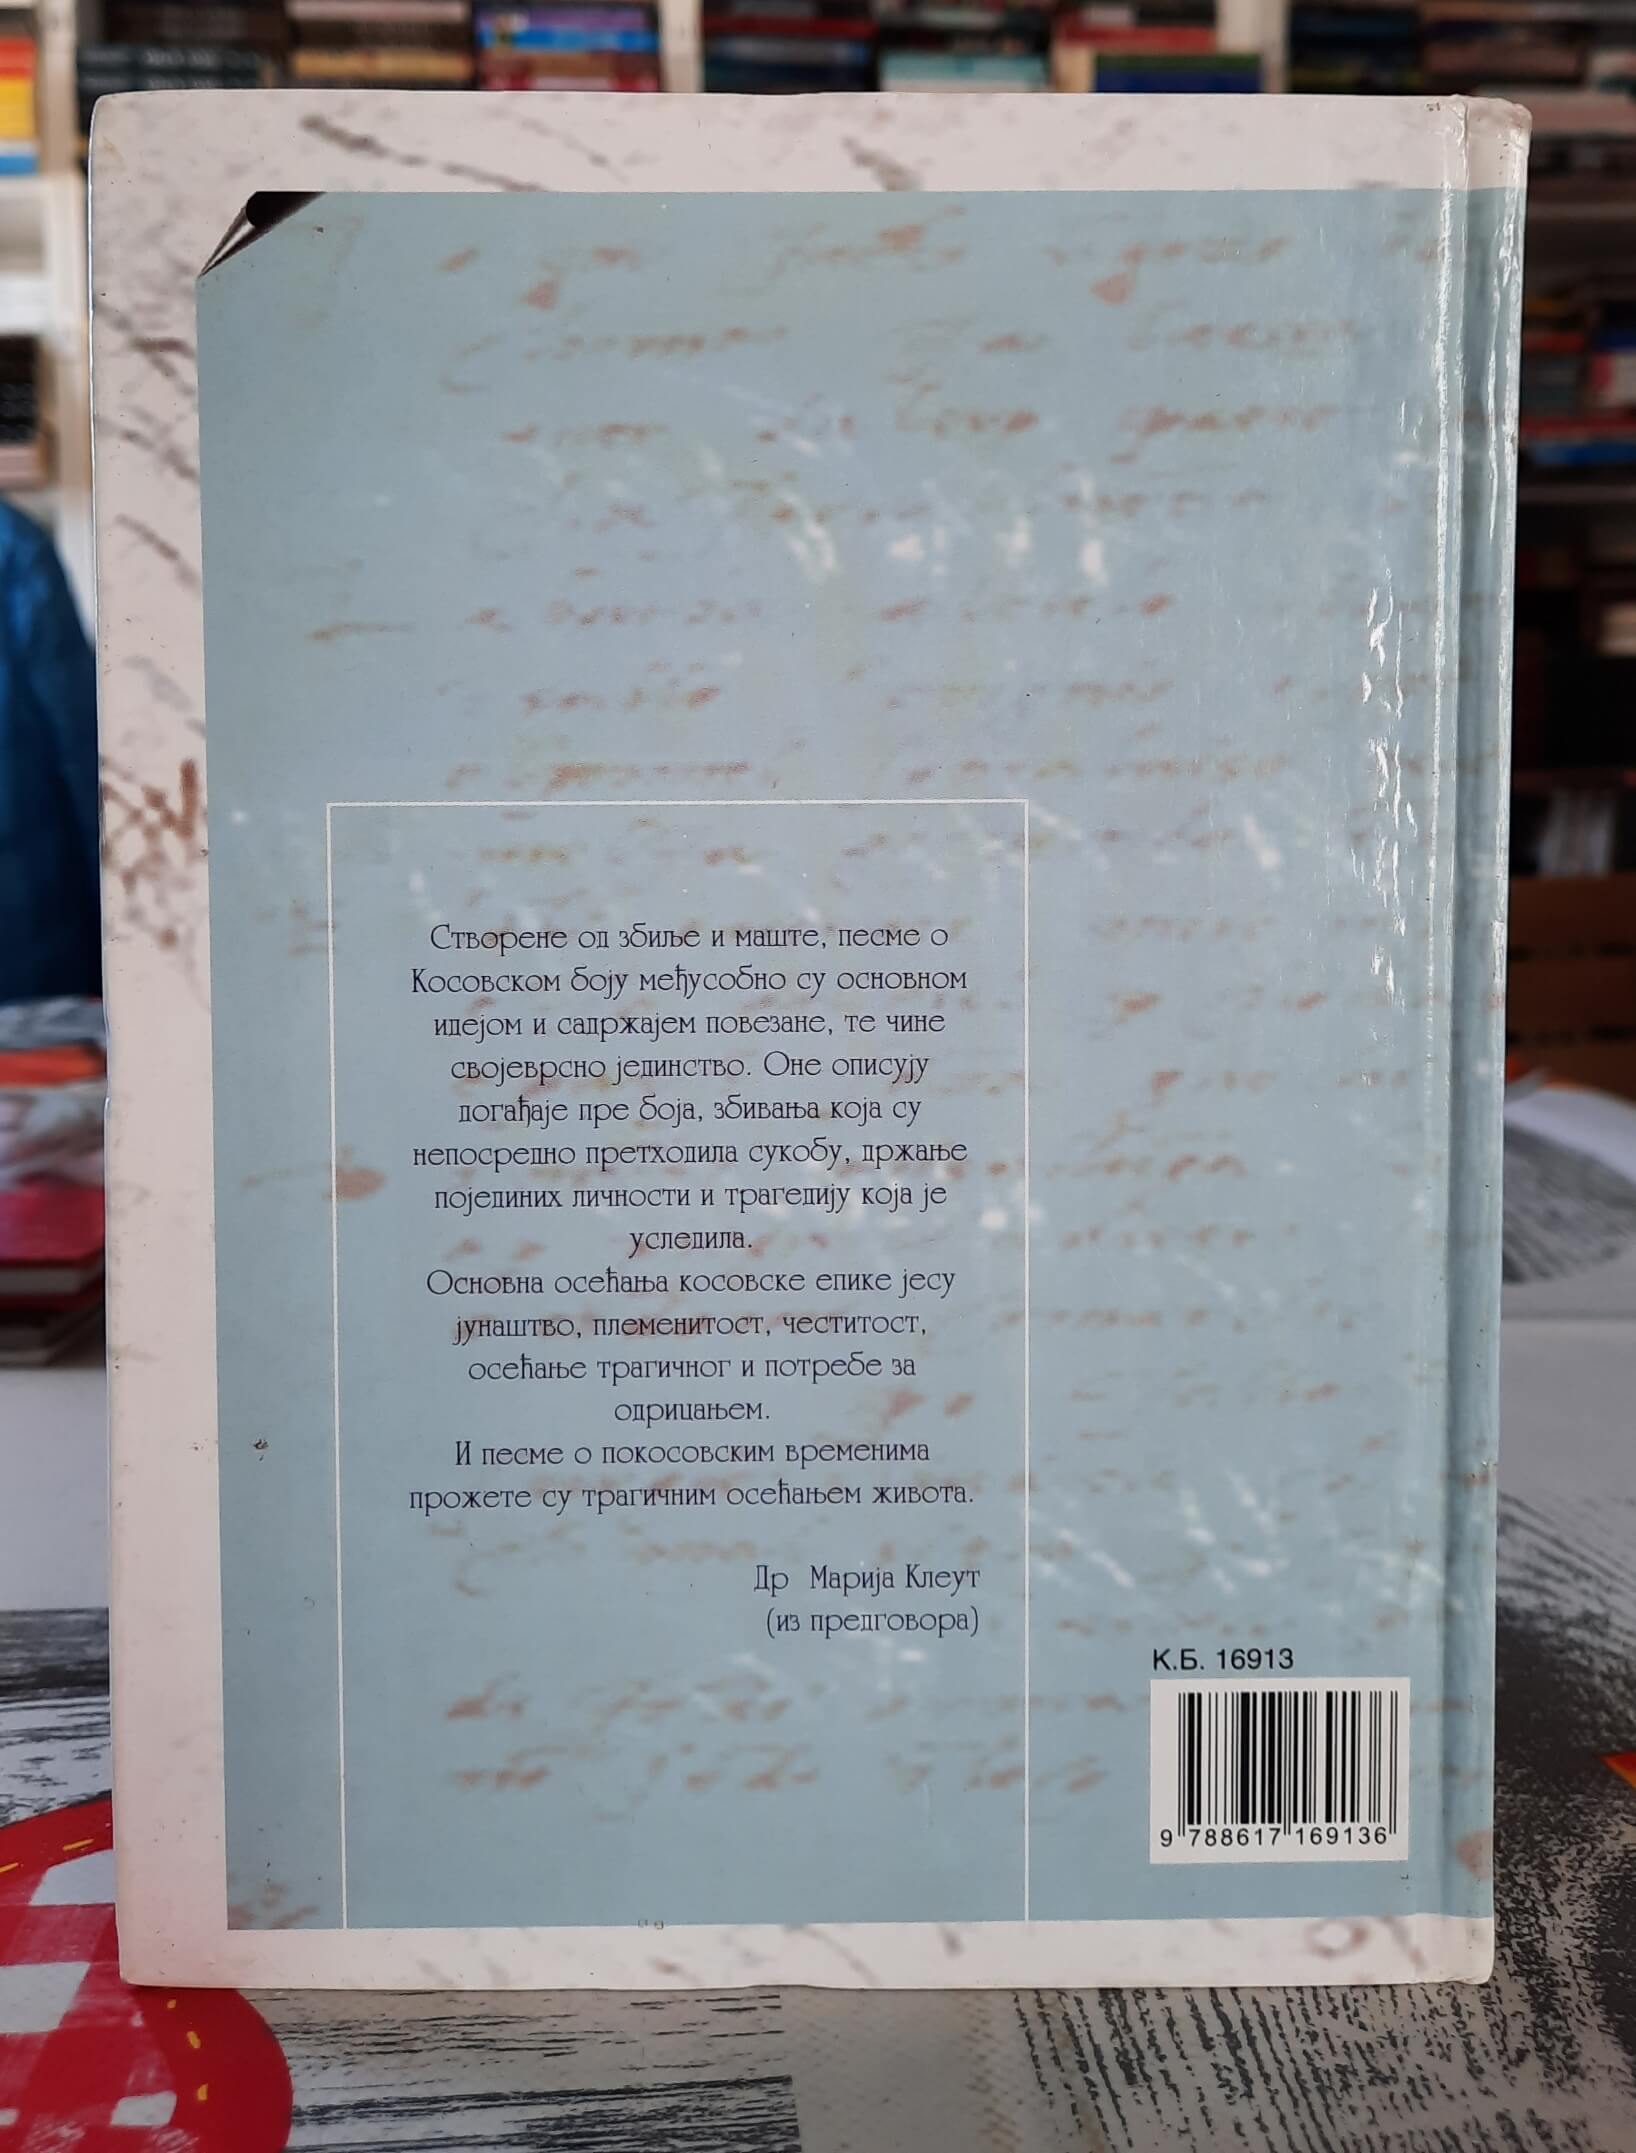 Створене од збиље и маште, песме о
Косовском боју међусобно су основном
идејом и садржајем повезане, те чине
својеврсно јединство. Оне описују
догађаје пре боја, збивања која су
непосредно претходила сукобу, држање
појединих личности и трагедију која је
уследила.
Основна осећања косовске епике јесу
јунаштво, племенитост, честитост,
осећање трагичног и потребе за
одрицањем.
И песме о покосовским временима
прожете су трагичним осећањем живота.
Др Марија Клеут
(из предговора)
К.Б. 16913
9 788617 169136